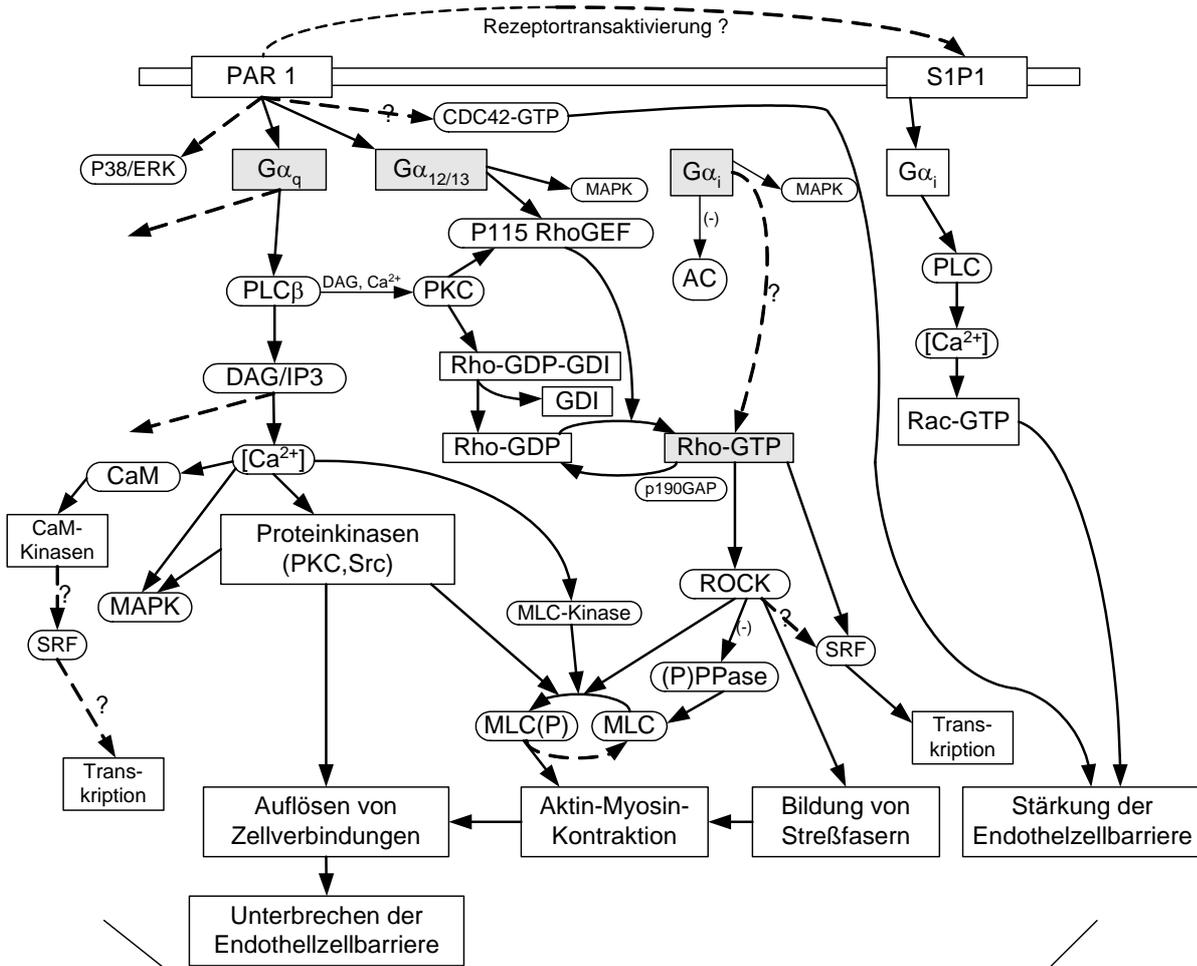 Rezeptortransaktivierung ?
PAR 1
S1P1
?
CDC42-GTP
P38/ERK
Gαq
Gα12/13
MAPK
Gαi
MAPK
Gαi
P115 RhoGEF
(-)
AC
PLC
PLCβ
DAG, Ca²⁺
PKC
?
[Ca²⁺]
Rho-GDP-GDI
DAG/IP3
GDI
Rac-GTP
Rho-GDP
Rho-GTP
[Ca²⁺]
CaM
p190GAP
CaM-
Kinasen
Proteinkinasen
(PKC,Src)
ROCK
?
MAPK
MLC-Kinase
(-)
?
SRF
SRF
(P)PPase
?
MLC(P)
MLC
Trans-
kription
Trans-
kription
Auflösen von
Zellverbindungen
Aktin-Myosin-
Kontraktion
Bildung von
Streßfasern
Stärkung der
Endothelzellbarriere
Unterbrechen der
Endothellzellbarriere